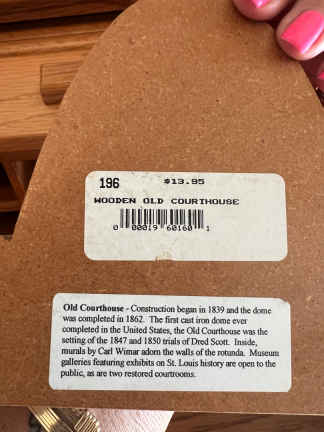 196 $13.95
WOODEN OLD COURTHOUSE
0 00019 60160 1
Old Courthouse - Construction began in 1839 and the dome
was completed in 1862. The first cast iron dome ever
completed in the United States, the Old Courthouse was the
setting of the 1847 and 1850 trials of Dred Scott. Inside,
murals by Carl Wimar adorn the walls of the rotunda. Museum
galleries featuring exhibits on St. Louis history are open to the
public, as are two restored courtrooms.